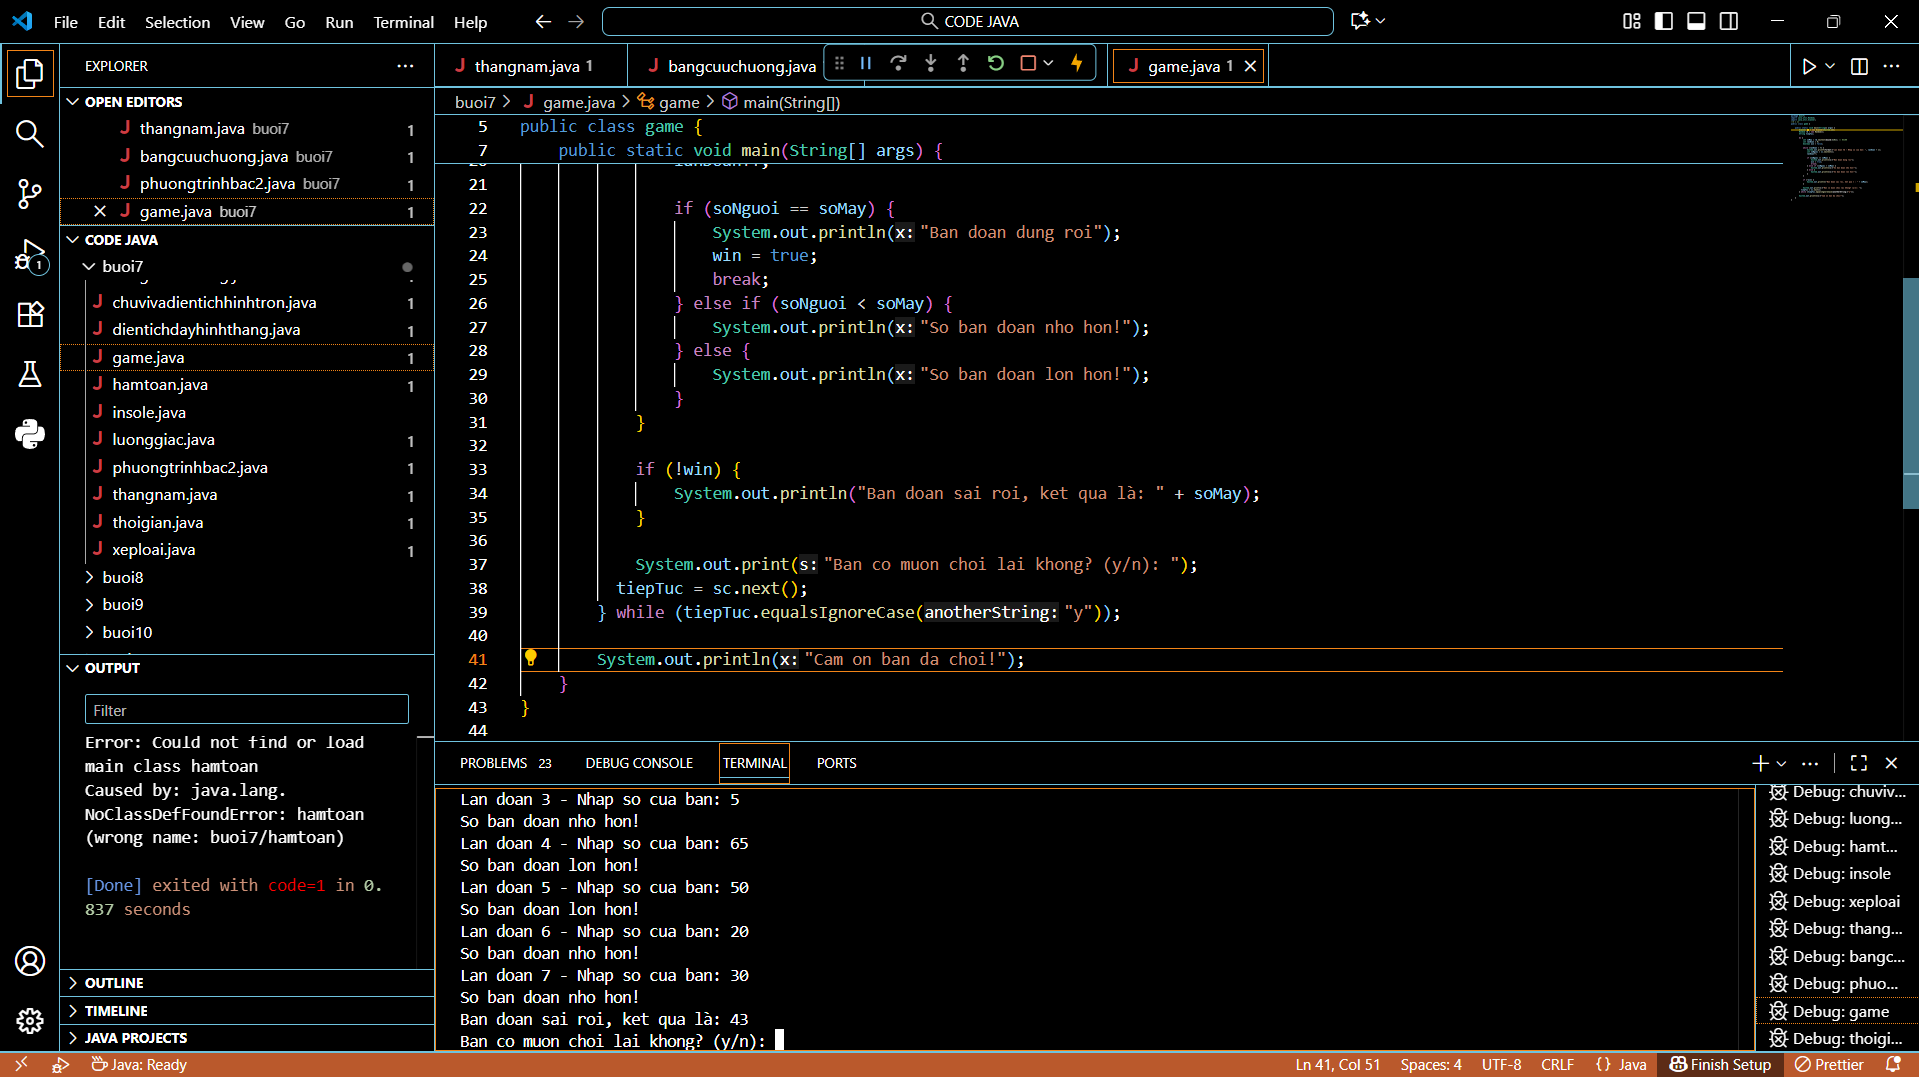 File Edit Selection View Go Run Terminal Help
CODE JAVA
EXPLORER
OPEN EDITORS
thangnam.java buoi7 1
bangcuuchuong.java buoi7 1
phuongtrinhbac2.java buoi7 1
game.java buoi7 1
CODE JAVA
buoi7
chuvivadientichhinhtron.java 1
dientichdayhinhthang.java 1
game.java 1
hamtoan.java 1
insole.java
luonggiac.java 1
phuongtrinhbac2.java 1
thangnam.java 1
thoigian.java 1
xeploai.java 1
buoi8
buoi9
buoi10
OUTPUT
Filter
Error: Could not find or load
main class hamtoan
Caused by: java.lang.
NoClassDefFoundError: hamtoan
(wrong name: buoi7/hamtoan)
[Done] exited with code=1 in 0.
837 seconds
OUTLINE
TIMELINE
JAVA PROJECTS
1
thangnam.java 1
bangcuuchuong.java
game.java 1
buoi7 > game.java > game > main(String[])
5 public class game {
7 public static void main(String[] args) {
21
22 if (soNguoi == soMay) {
23 System.out.println(x: "Ban doan dung roi");
24 win = true;
25 break;
26 } else if (soNguoi < soMay) {
27 System.out.println(x: "So ban doan nho hon!");
28 } else {
29 System.out.println(x: "So ban doan lon hon!");
30 }
31 }
32
33 if (!win) {
34 System.out.println("Ban doan sai roi, ket qua là: " + soMay);
35 }
36
37 System.out.print(s: "Ban co muon choi lai khong? (y/n): ");
38 tiepTuc = sc.next();
39 } while (tiepTuc.equalsIgnoreCase(anotherString: "y"));
40
41 System.out.println(x: "Cam on ban da choi!");
42 }
43 }
44
PROBLEMS 23 DEBUG CONSOLE TERMINAL PORTS
Lan doan 3 - Nhap so cua ban: 5
So ban doan nho hon!
Lan doan 4 - Nhap so cua ban: 65
So ban doan lon hon!
Lan doan 5 - Nhap so cua ban: 50
So ban doan lon hon!
Lan doan 6 - Nhap so cua ban: 20
So ban doan nho hon!
Lan doan 7 - Nhap so cua ban: 30
So ban doan nho hon!
Ban doan sai roi, ket qua là: 43
Ban co muon choi lai khong? (y/n):
Debug: chuviv...
Debug: luong...
Debug: hamt...
Debug: insole
Debug: xeploai
Debug: thang...
Debug: bangc...
Debug: phuo...
Debug: game
Debug: thoigi...
Java: Ready
Ln 41, Col 51 Spaces: 4 UTF-8 CRLF {} Java Finish Setup Prettier